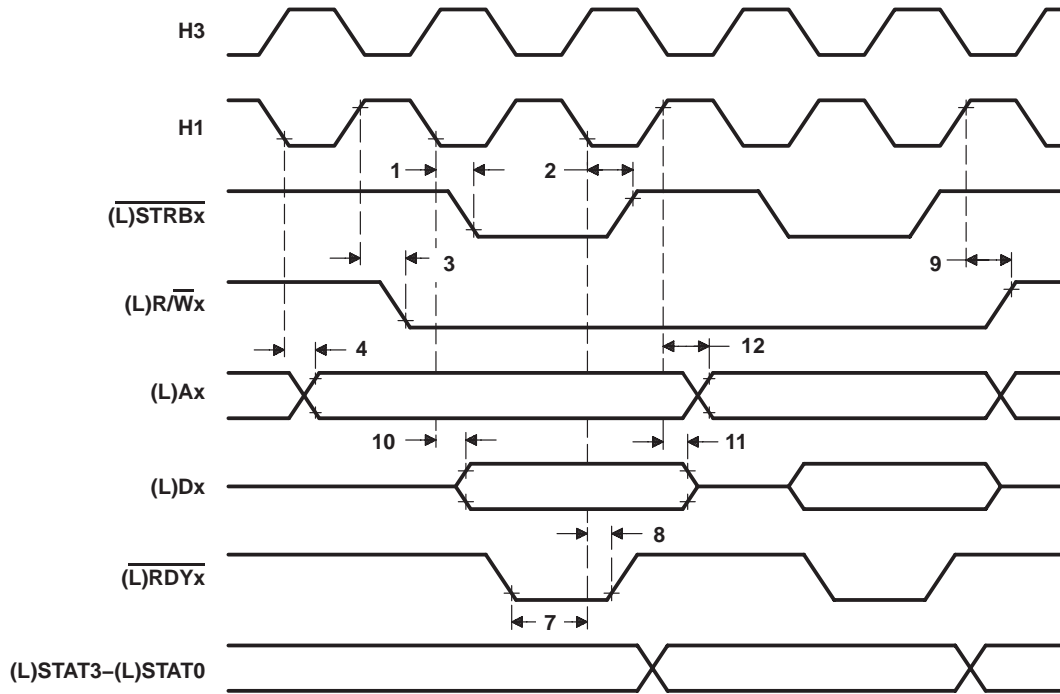 H3
H1
1
2
(L)STRBx
3
9
(L)R/Wx
4
12
(L)Ax
10
11
(L)Dx
8
(L)RDYx
7
(L)STAT3–(L)STAT0